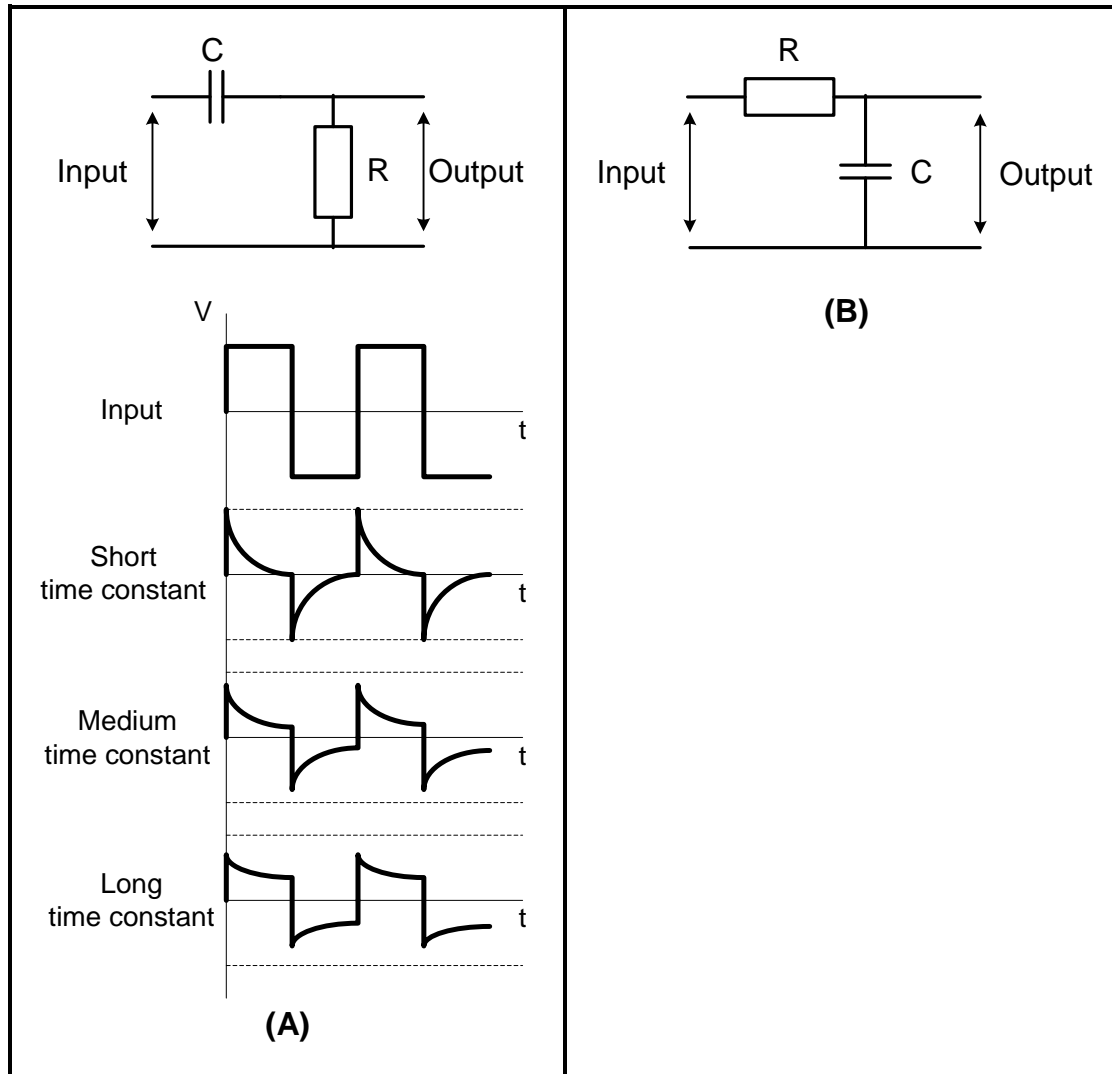 C
Input
R
Output
V
Input
t
Short
time constant
t
Medium
time constant
t
Long
time constant
t
(A)
R
Input
C
Output
(B)